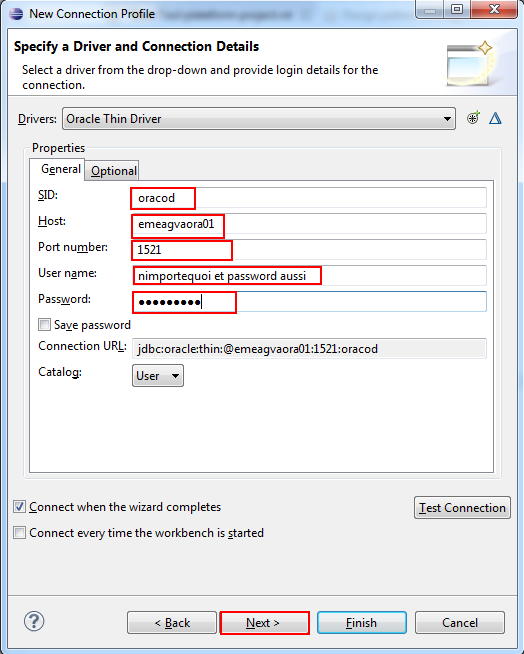 New Connection Profile
Specify a Driver and Connection Details
Select a driver from the drop-down and provide login details for the
connection.
Drivers: Oracle Thin Driver
Properties
General Optional
SID: oracod
Host: emeagvaora01
Port number: 1521
User name: nimportequoi et password aussi
Password: ●●●●●●●●●
Save password
Connection URL: jdbc:oracle:thin:@emeagvaora01:1521:oracod
Catalog: User
Connect when the wizard completes
Test Connection
Connect every time the workbench is started
? < Back Next > Finish Cancel